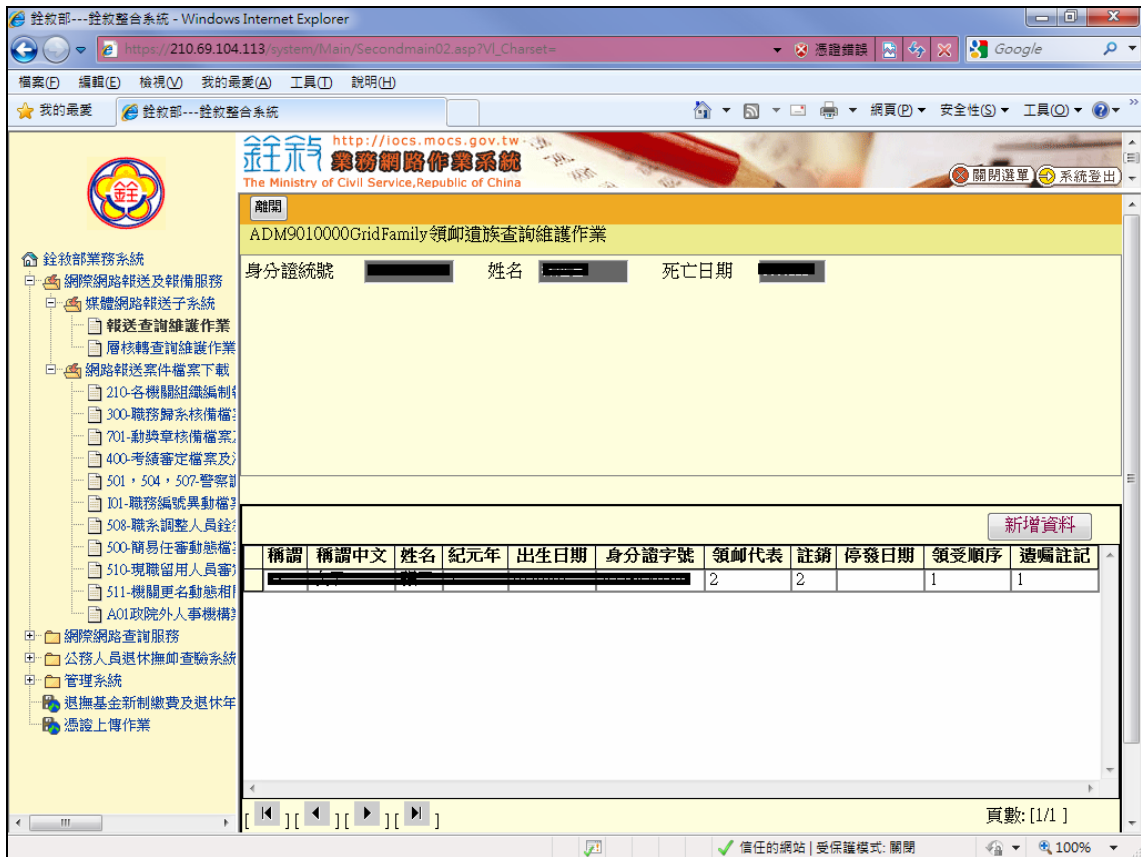 銓敘部---銓敘整合系統 - Windows Internet Explorer
https://210.69.104.113/system/Main/Secondmain02.asp?Vl_Charset=
憑證錯誤
Google
檔案(F) 編輯(E) 檢視(V) 我的最愛(A) 工具(T) 說明(H)
我的最愛 銓敘部---銓敘整合系統
網頁(P) 安全性(S) 工具(O)
銓敘 http://iocs.mocs.gov.tw
業務網路作業系統
The Ministry of Civil Service,Republic of China
關閉選單 系統登出
銓
離開
ADM9010000GridFamily領卹遺族查詢維護作業
身分證統號 姓名 死亡日期
銓敘部業務系統
網際網路報送及報備服務
媒體網路報送子系統
報送查詢維護作業
層核轉查詢維護作業
網路報送案件檔案下載
210-各機關組織編制
300-職務歸系核備檔
701-勳獎章核備檔案
400-考績審定檔案及
501，504，507-警察
I01-職務編號異動檔
508-職系調整人員銓
500-簡易任審動態檔
510-現職留用人員審
511-機關更名動態相
A01政院外人事機構
網際網路查詢服務
公務人員退休撫卹查驗系統
管理系統
退撫基金新制繳費及退休年
憑證上傳作業
新增資料
稱謂 稱謂中文 姓名 紀元年 出生日期 身分證字號 領卹代表 註銷 停發日期 領受順序 遺囑註記
2 2 1 1
[ ][ ][ ][ ]
頁數: [1/1 ]
信任的網站 | 受保護模式: 關閉
100%